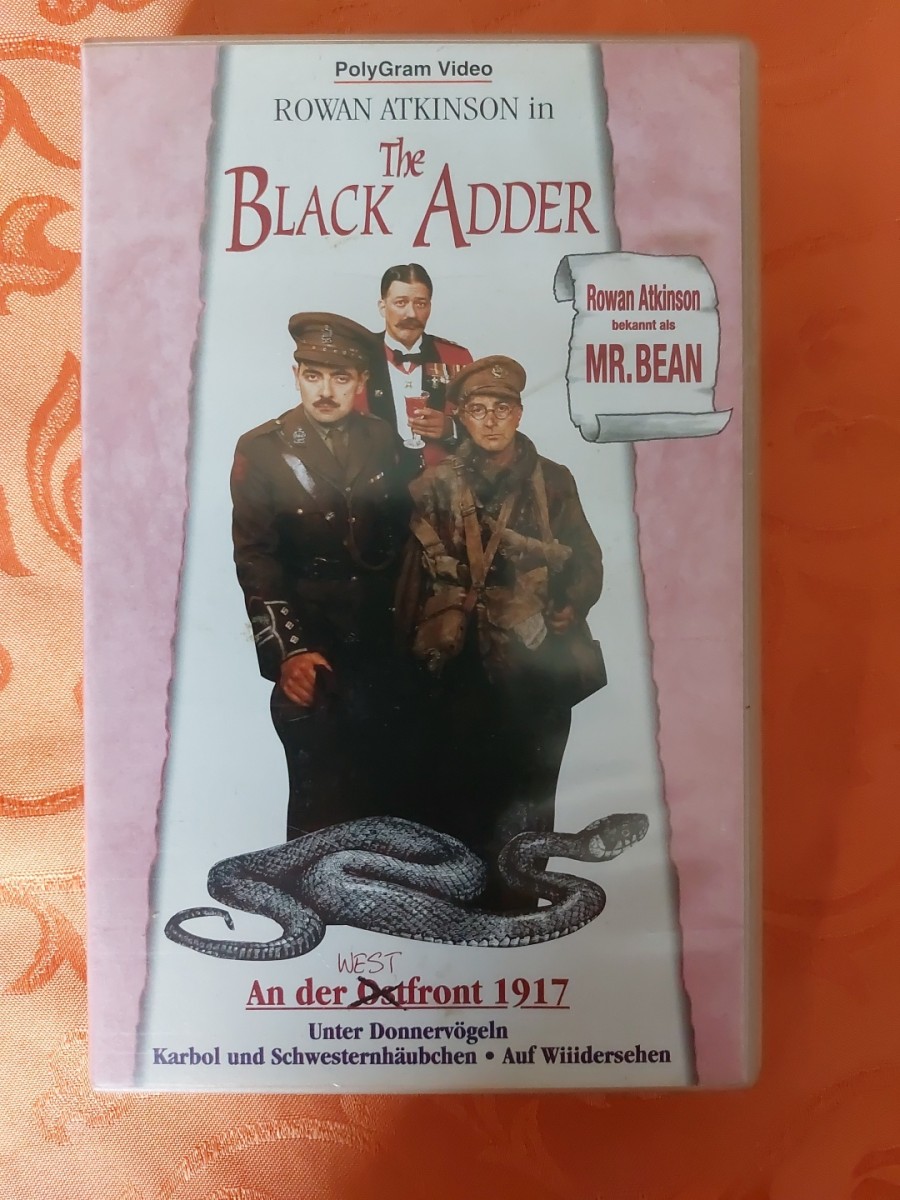 PolyGram Video
ROWAN ATKINSON in
The
BLACK ADDER
Rowan Atkinson
bekannt als
MR. BEAN
WEST
An der Ostfront 1917
Unter Donnervögeln
Karbol und Schwesternhäubchen • Auf Wiiidersehen